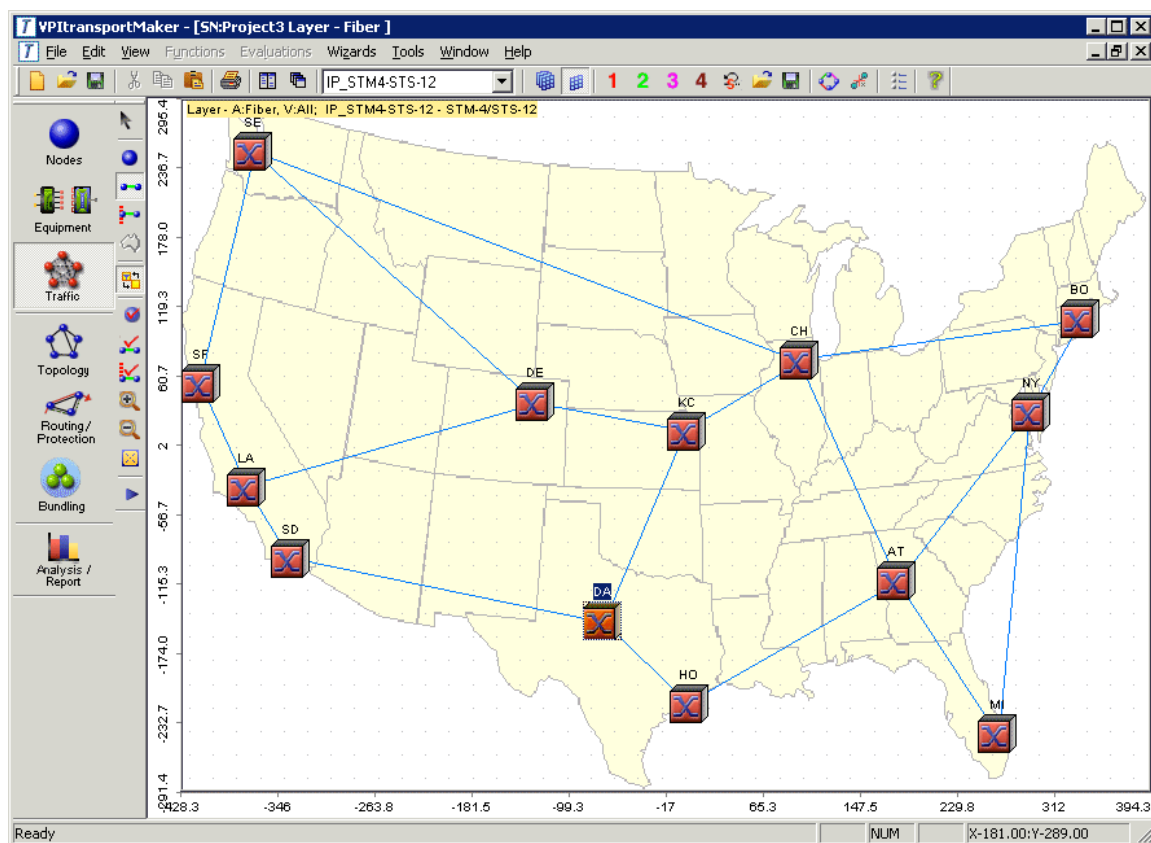 VPItransportMaker - [SN:Project3 Layer - Fiber ]
File Edit View Functions Evaluations Wizards Tools Window Help
IP_STM4-STS-12
1 2 3 4
Layer - A:Fiber, V:All; IP_STM4-STS-12 - STM-4/STS-12
Nodes
Equipment
Traffic
Topology
Routing/
Protection
Bundling
Analysis /
Report
295.4
236.7
178.0
119.3
60.7
2
-56.7
-115.3
-174.0
-232.7
-291.4
SE
BO
CH
SF
DE
NY
KC
LA
SD
AT
DA
HO
MI
-428.3 -346 -263.8 -181.5 -99.3 -17 65.3 147.5 229.8 312 394.3
Ready NUM X-181.00:Y-289.00